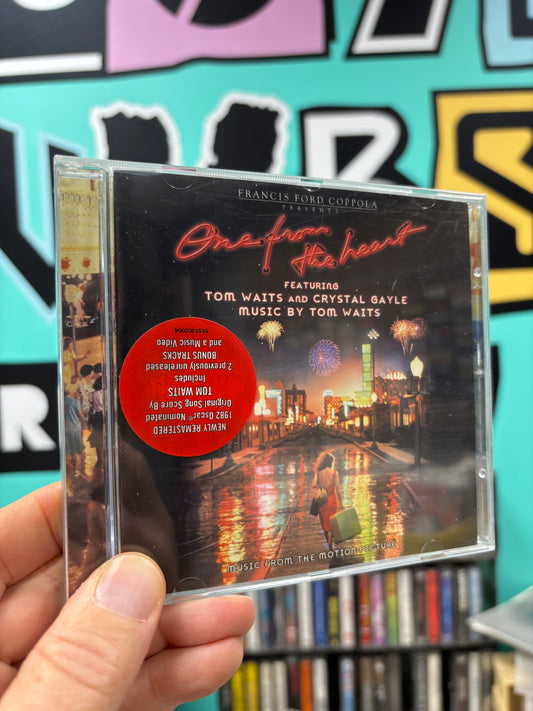 FRANCIS FORD COPPOLA
PRESENTS
One from
the heart
FEATURING
TOM WAITS AND CRYSTAL GAYLE
MUSIC BY TOM WAITS
NEWLY REMASTERED
1982 Oscar® Nominated
Original Song Score By
TOM WAITS
Includes
2 previously unreleased
BONUS TRACKS
and a Music Video
5151302004
MUSIC FROM THE MOTION PICTURE